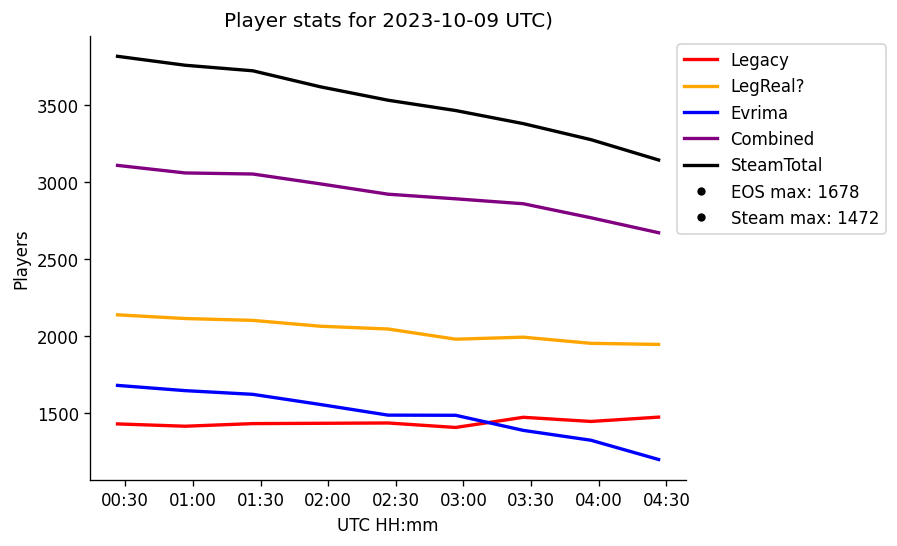 Player stats for 2023-10-09 UTC)
Legacy
LegReal?
Evrima
Combined
SteamTotal
EOS max: 1678
Steam max: 1472
Players
3500
3000
2500
2000
1500
00:30 01:00 01:30 02:00 02:30 03:00 03:30 04:00 04:30
UTC HH:mm